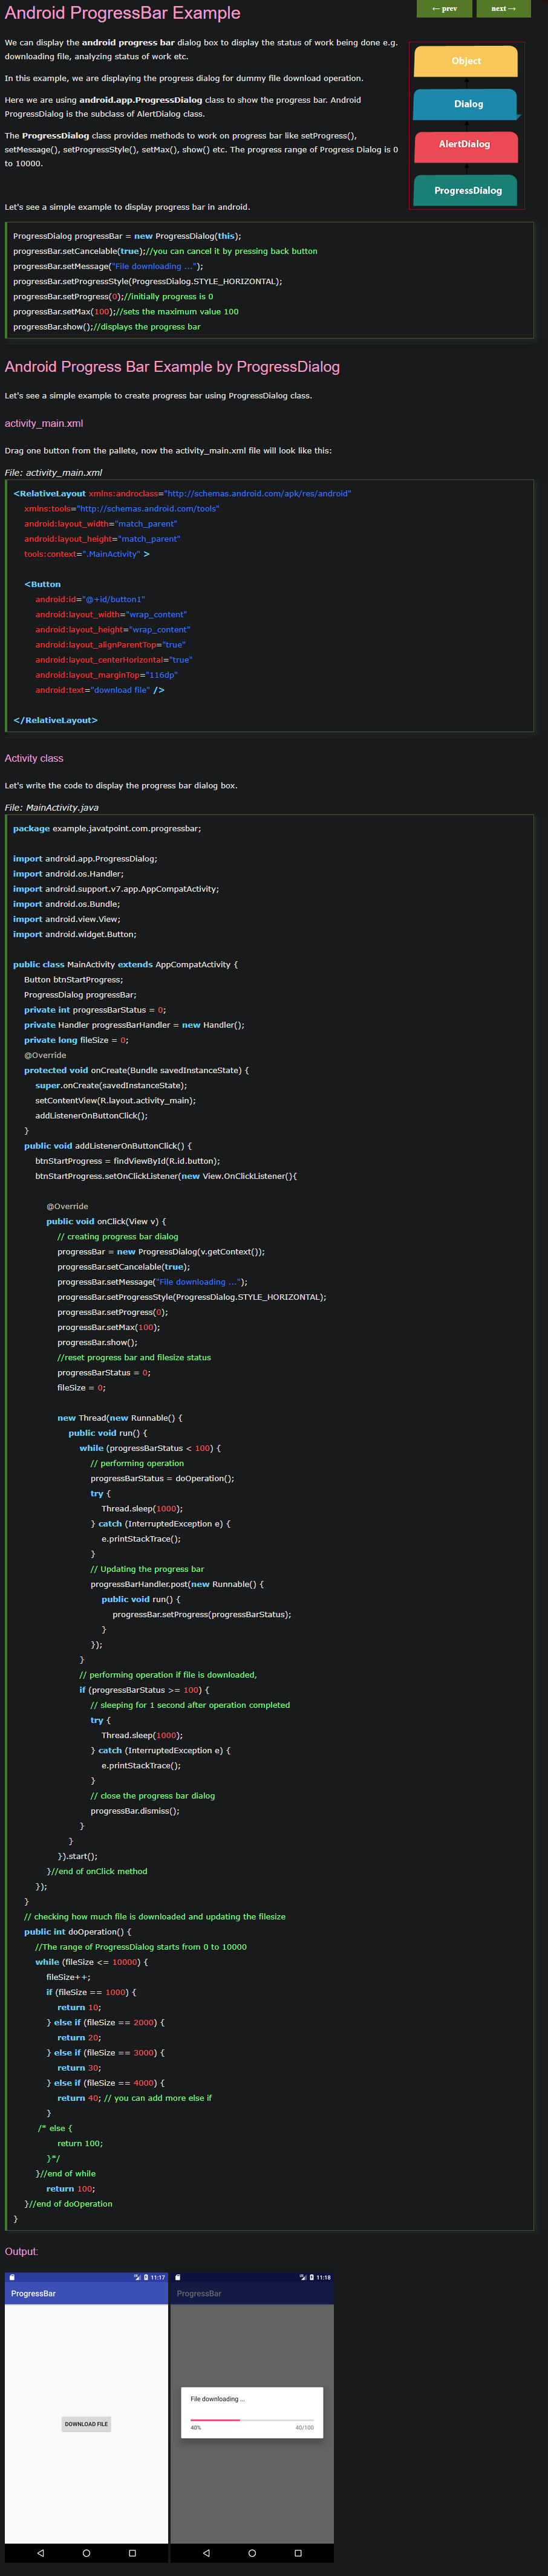 Android ProgressBar Example
← prev
next →
We can display the android progress bar dialog box to display the status of work being done e.g.
downloading file, analyzing status of work etc.
In this example, we are displaying the progress dialog for dummy file download operation.
Here we are using android.app.ProgressDialog class to show the progress bar. Android
ProgressDialog is the subclass of AlertDialog class.
The ProgressDialog class provides methods to work on progress bar like setProgress(),
setMessage(), setProgressStyle(), setMax(), show() etc. The progress range of Progress Dialog is 0
to 10000.
Object
Dialog
AlertDialog
ProgressDialog
Let's see a simple example to display progress bar in android.
ProgressDialog progressBar = new ProgressDialog(this);
progressBar.setCancelable(true);//you can cancel it by pressing back button
progressBar.setMessage("File downloading ...");
progressBar.setProgressStyle(ProgressDialog.STYLE_HORIZONTAL);
progressBar.setProgress(0);//initially progress is 0
progressBar.setMax(100);//sets the maximum value 100
progressBar.show();//displays the progress bar
Android Progress Bar Example by ProgressDialog
Let's see a simple example to create progress bar using ProgressDialog class.
activity_main.xml
Drag one button from the pallete, now the activity_main.xml file will look like this:
File: activity_main.xml
<RelativeLayout xmlns:androclass="http://schemas.android.com/apk/res/android"
xmlns:tools="http://schemas.android.com/tools"
android:layout_width="match_parent"
android:layout_height="match_parent"
tools:context=".MainActivity" >
<Button
android:id="@+id/button1"
android:layout_width="wrap_content"
android:layout_height="wrap_content"
android:layout_alignParentTop="true"
android:layout_centerHorizontal="true"
android:layout_marginTop="116dp"
android:text="download file" />
</RelativeLayout>
Activity class
Let's write the code to display the progress bar dialog box.
File: MainActivity.java
package example.javatpoint.com.progressbar;
import android.app.ProgressDialog;
import android.os.Handler;
import android.support.v7.app.AppCompatActivity;
import android.os.Bundle;
import android.view.View;
import android.widget.Button;
public class MainActivity extends AppCompatActivity {
Button btnStartProgress;
ProgressDialog progressBar;
private int progressBarStatus = 0;
private Handler progressBarHandler = new Handler();
private long fileSize = 0;
@Override
protected void onCreate(Bundle savedInstanceState) {
super.onCreate(savedInstanceState);
setContentView(R.layout.activity_main);
addListenerOnButtonClick();
}
public void addListenerOnButtonClick() {
btnStartProgress = findViewById(R.id.button);
btnStartProgress.setOnClickListener(new View.OnClickListener(){
@Override
public void onClick(View v) {
// creating progress bar dialog
progressBar = new ProgressDialog(v.getContext());
progressBar.setCancelable(true);
progressBar.setMessage("File downloading ...");
progressBar.setProgressStyle(ProgressDialog.STYLE_HORIZONTAL);
progressBar.setProgress(0);
progressBar.setMax(100);
progressBar.show();
//reset progress bar and filesize status
progressBarStatus = 0;
fileSize = 0;
new Thread(new Runnable() {
public void run() {
while (progressBarStatus < 100) {
// performing operation
progressBarStatus = doOperation();
try {
Thread.sleep(1000);
} catch (InterruptedException e) {
e.printStackTrace();
}
// Updating the progress bar
progressBarHandler.post(new Runnable() {
public void run() {
progressBar.setProgress(progressBarStatus);
}
});
}
// performing operation if file is downloaded,
if (progressBarStatus >= 100) {
// sleeping for 1 second after operation completed
try {
Thread.sleep(1000);
} catch (InterruptedException e) {
e.printStackTrace();
}
// close the progress bar dialog
progressBar.dismiss();
}
}
}).start();
}//end of onClick method
});
}
// checking how much file is downloaded and updating the filesize
public int doOperation() {
//The range of ProgressDialog starts from 0 to 10000
while (fileSize <= 10000) {
fileSize++;
if (fileSize == 1000) {
return 10;
} else if (fileSize == 2000) {
return 20;
} else if (fileSize == 3000) {
return 30;
} else if (fileSize == 4000) {
return 40; // you can add more else if
}
/* else {
return 100;
}*/
}//end of while
return 100;
}//end of doOperation
}
Output:
11:17
ProgressBar
DOWNLOAD FILE
11:18
ProgressBar
File downloading ...
40%
40/100